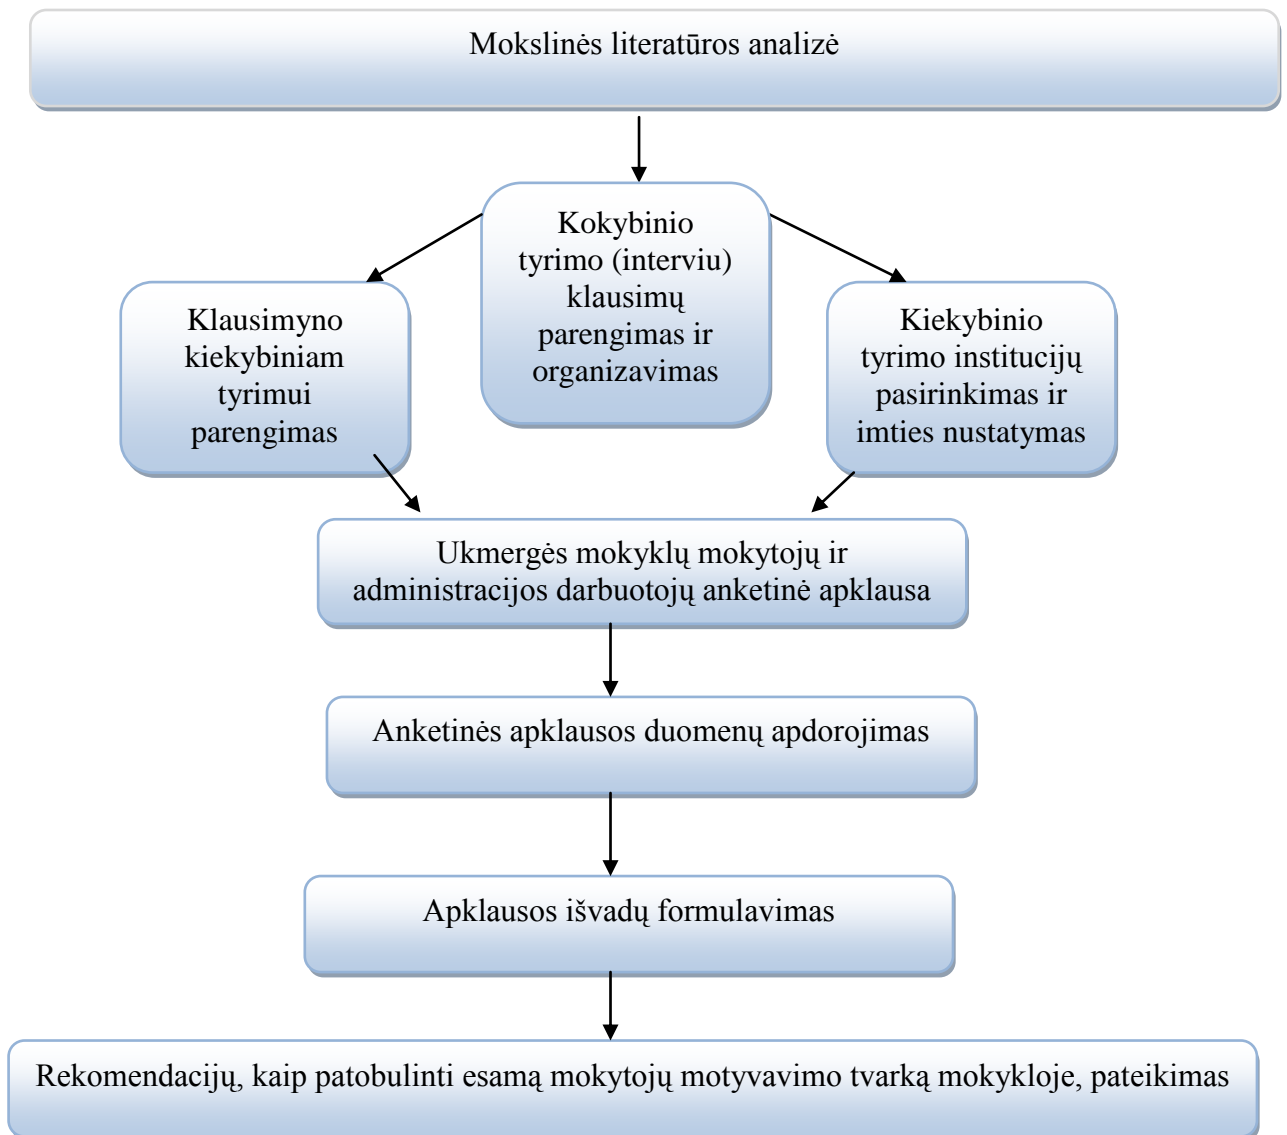 Mokslinės literatūros analizė
Kokybinio
tyrimo (interviu)
klausimų
parengimas ir
organizavimas
Klausimyno
kiekybiniam
tyrimui
parengimas
Kiekybinio
tyrimo institucijų
pasirinkimas ir
imties nustatymas
Ukmergės mokyklų mokytojų ir
administracijos darbuotojų anketinė apklausa
Anketinės apklausos duomenų apdorojimas
Apklausos išvadų formulavimas
Rekomendacijų, kaip patobulinti esamą mokytojų motyvavimo tvarką mokykloje, pateikimas